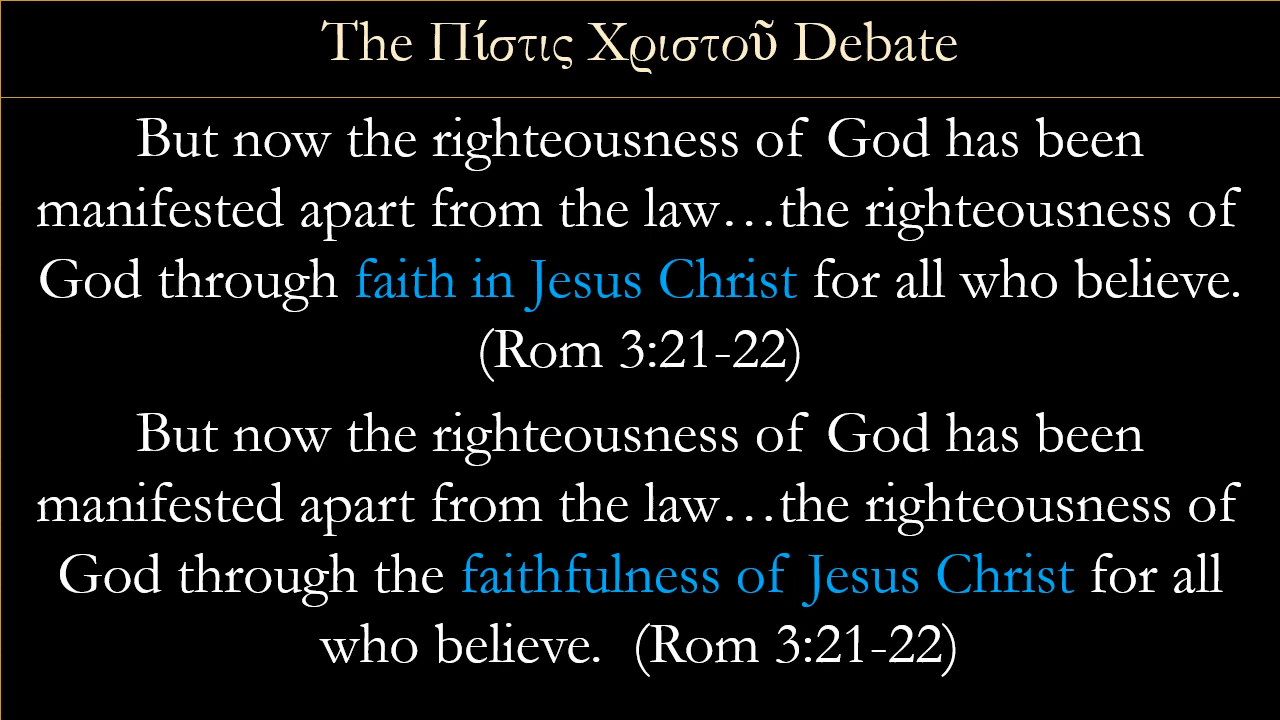 The Πίστις Χριστοῦ Debate
But now the righteousness of God has been
manifested apart from the law…the righteousness of
God through faith in Jesus Christ for all who believe.
(Rom 3:21-22)
But now the righteousness of God has been
manifested apart from the law…the righteousness of
God through the faithfulness of Jesus Christ for all
who believe.  (Rom 3:21-22)